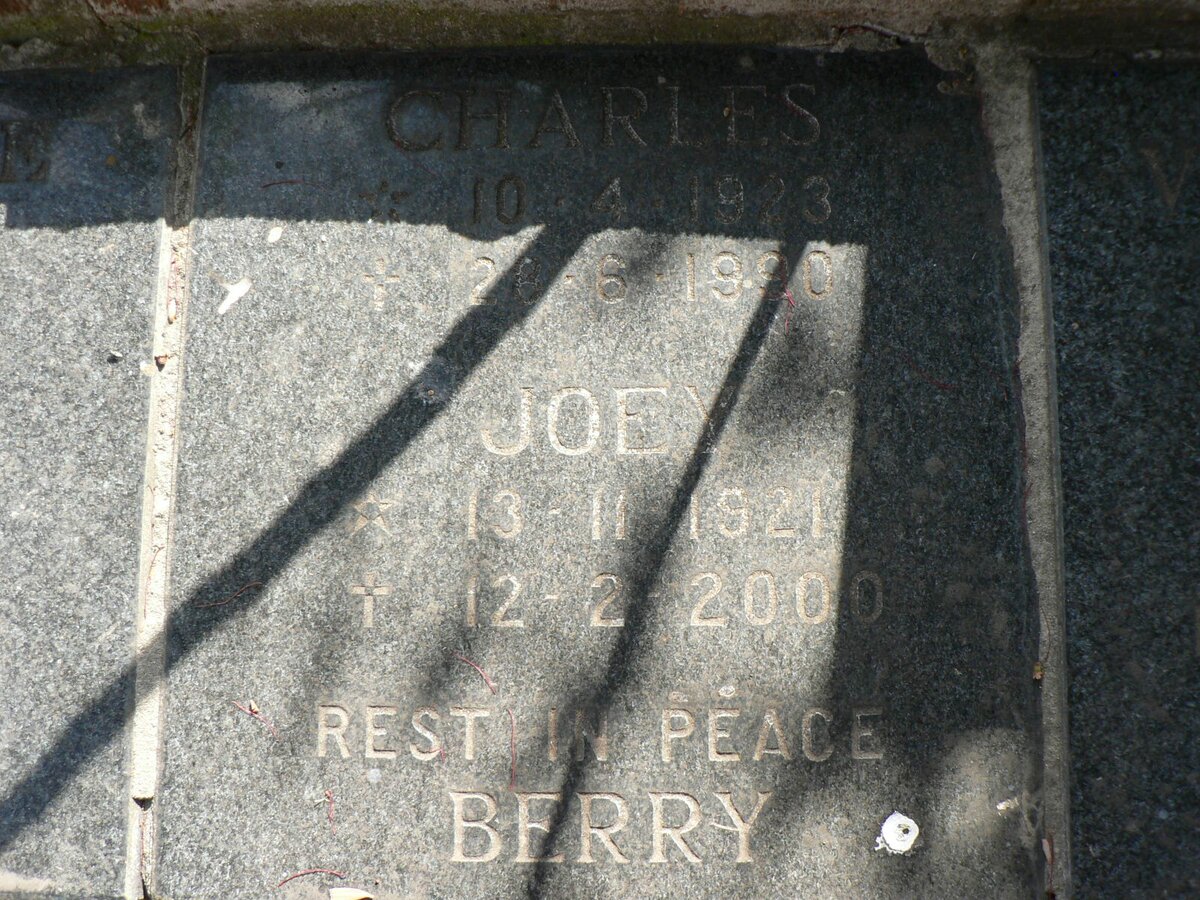 CHARLES
☆ 10 · 4 · 1923
✝ 28 · 6 · 1990
JOEY
☆ 13 - 11 1921
✝ 12 - 2 2000
REST IN PEACE
BERRY
E
V